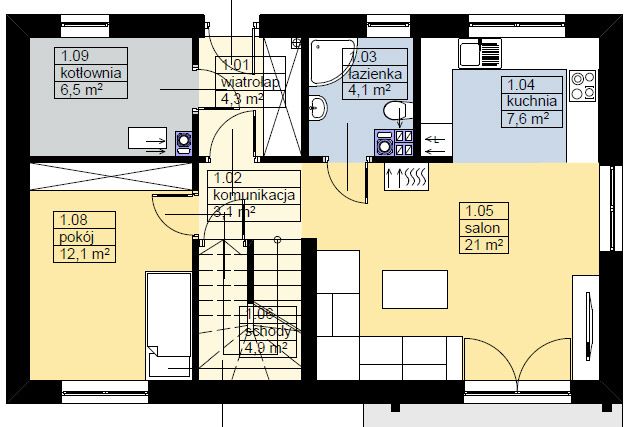 1.09
kotłownia
6,5 m²
1.01
wiatrołap
4,3 m²
1.03
łazienka
4,1 m²
1.04
kuchnia
7,6 m²
1.02
komunikacja
3,1 m²
1.08
pokój
12,1 m²
1.05
salon
21 m²
1.06
schody
4,9 m²